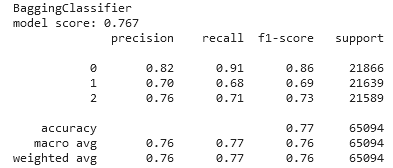 BaggingClassifier
model score: 0.767
precision recall f1-score support
0 0.82 0.91 0.86 21866
1 0.70 0.68 0.69 21639
2 0.76 0.71 0.73 21589
accuracy 0.77 65094
macro avg 0.76 0.77 0.76 65094
weighted avg 0.76 0.77 0.76 65094